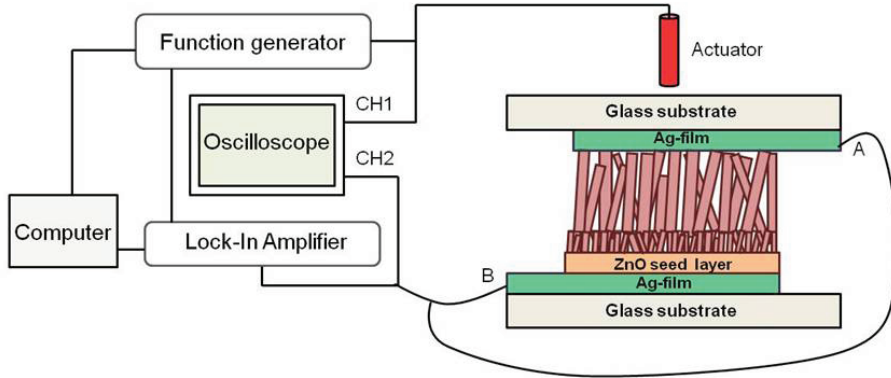 Function generator
Actuator
CH1
Glass substrate
Oscilloscope
Ag-film
A
CH2
Computer
Lock-In Amplifier
ZnO seed layer
B
Ag-film
Glass substrate